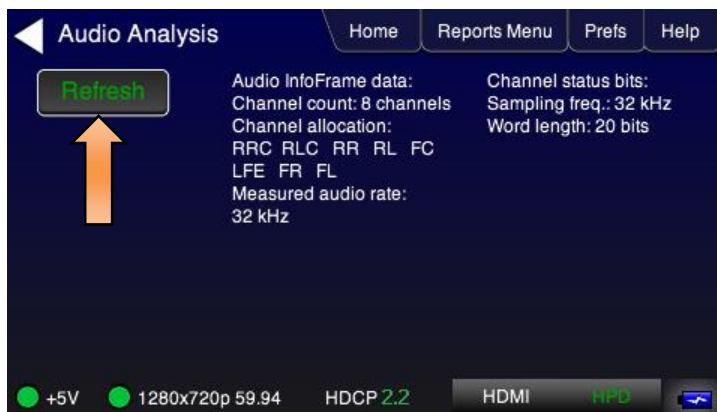 Audio Analysis
Home
Reports Menu
Prefs
Help
Refresh
Audio InfoFrame data:
Channel count: 8 channels
Channel allocation:
RRC RLC RR RL FC
LFE FR FL
Measured audio rate:
32 kHz
Channel status bits:
Sampling freq.: 32 kHz
Word length: 20 bits
+5V
1280x720p 59.94
HDCP 2.2
HDMI
HPD